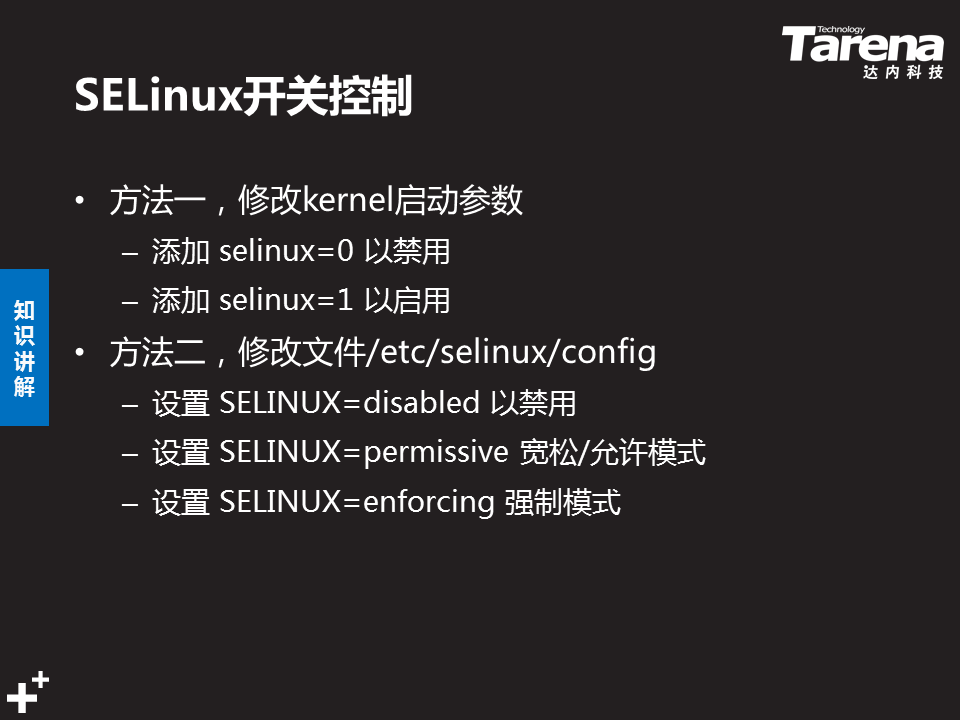 Technology
Tarena
达内科技
SELinux开关控制
• 方法一，修改kernel启动参数
– 添加 selinux=0 以禁用
– 添加 selinux=1 以启用
知识讲解
• 方法二，修改文件/etc/selinux/config
– 设置 SELINUX=disabled 以禁用
– 设置 SELINUX=permissive 宽松/允许模式
– 设置 SELINUX=enforcing 强制模式